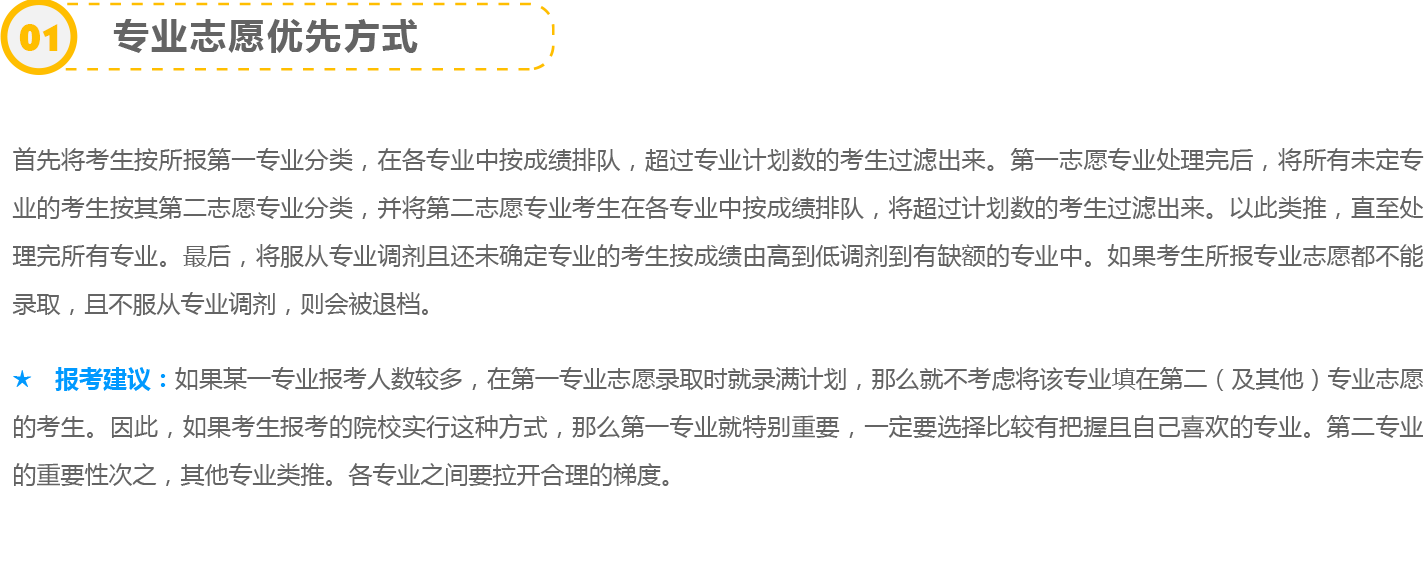 01 专业志愿优先方式
首先将考生按所报第一专业分类，在各专业中按成绩排队，超过专业计划数的考生过滤出来。第一志愿专业处理完后，将所有未定专
业的考生按其第二志愿专业分类，并将第二志愿专业考生在各专业中按成绩排队，将超过计划数的考生过滤出来。以此类推，直至处
理完所有专业。最后，将服从专业调剂且还未确定专业的考生按成绩由高到低调剂到有缺额的专业中。如果考生所报专业志愿都不能
录取，且不服从专业调剂，则会被退档。
★ 报考建议：如果某一专业报考人数较多，在第一专业志愿录取时就录满计划，那么就不考虑将该专业填在第二（及其他）专业志愿
的考生。因此，如果考生报考的院校实行这种方式，那么第一专业就特别重要，一定要选择比较有把握且自己喜欢的专业。第二专业
的重要性次之，其他专业类推。各专业之间要拉开合理的梯度。